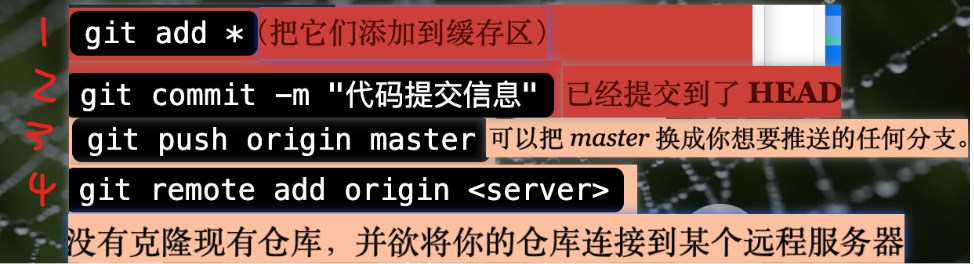 1 git add * (把它们添加到缓存区)
2 git commit -m "代码提交信息" 已经提交到了 HEAD
3 git push origin master 可以把 master 换成你想要推送的任何分支。
4 git remote add origin <server>
没有克隆现有仓库，并欲将你的仓库连接到某个远程服务器